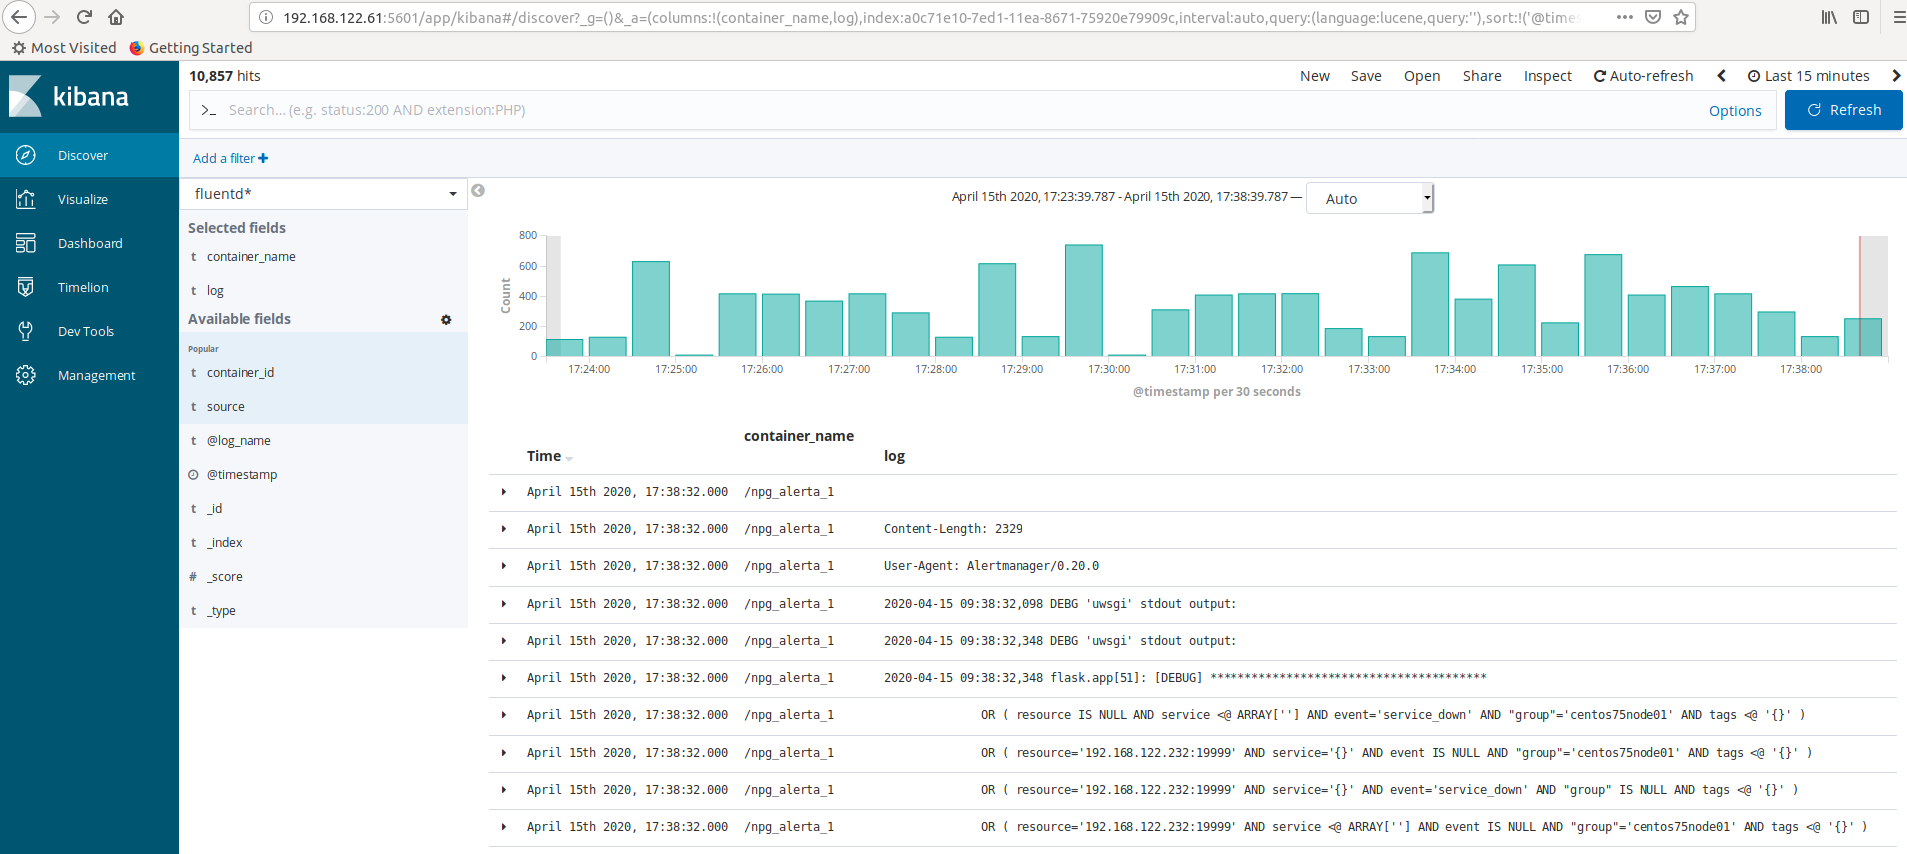 192.168.122.61:5601/app/kibana#/discover?_g=()&_a=(columns:!(container_name,log),index:a0c71e10-7ed1-11ea-8671-75920e79909c,interval:auto,query:(language:lucene,query:''),sort:!('@times
Most Visited Getting Started
kibana
10,857 hits
New Save Open Share Inspect Auto-refresh Last 15 minutes
>_ Search... (e.g. status:200 AND extension:PHP) Options Refresh
Discover
Visualize
Dashboard
Timelion
Dev Tools
Management
Add a filter +
fluentd*
Selected fields
t container_name
t log
Available fields
Popular
t container_id
t source
t @log_name
@timestamp
t _id
t _index
# _score
t _type
April 15th 2020, 17:23:39.787 - April 15th 2020, 17:38:39.787 — Auto
Count
800
600
400
200
0
17:24:00 17:25:00 17:26:00 17:27:00 17:28:00 17:29:00 17:30:00 17:31:00 17:32:00 17:33:00 17:34:00 17:35:00 17:36:00 17:37:00 17:38:00
@timestamp per 30 seconds
Time container_name log
April 15th 2020, 17:38:32.000 /npg_alerta_1
April 15th 2020, 17:38:32.000 /npg_alerta_1 Content-Length: 2329
April 15th 2020, 17:38:32.000 /npg_alerta_1 User-Agent: Alertmanager/0.20.0
April 15th 2020, 17:38:32.000 /npg_alerta_1 2020-04-15 09:38:32,098 DEBG 'uwsgi' stdout output:
April 15th 2020, 17:38:32.000 /npg_alerta_1 2020-04-15 09:38:32,348 DEBG 'uwsgi' stdout output:
April 15th 2020, 17:38:32.000 /npg_alerta_1 2020-04-15 09:38:32,348 flask.app[51]: [DEBUG] ****************************************
April 15th 2020, 17:38:32.000 /npg_alerta_1 OR ( resource IS NULL AND service <@ ARRAY[''] AND event='service_down' AND "group"='centos75node01' AND tags <@ '{}' )
April 15th 2020, 17:38:32.000 /npg_alerta_1 OR ( resource='192.168.122.232:19999' AND service='{}' AND event IS NULL AND "group"='centos75node01' AND tags <@ '{}' )
April 15th 2020, 17:38:32.000 /npg_alerta_1 OR ( resource='192.168.122.232:19999' AND service='{}' AND event='service_down' AND "group" IS NULL AND tags <@ '{}' )
April 15th 2020, 17:38:32.000 /npg_alerta_1 OR ( resource='192.168.122.232:19999' AND service <@ ARRAY[''] AND event IS NULL AND "group"='centos75node01' AND tags <@ '{}' )